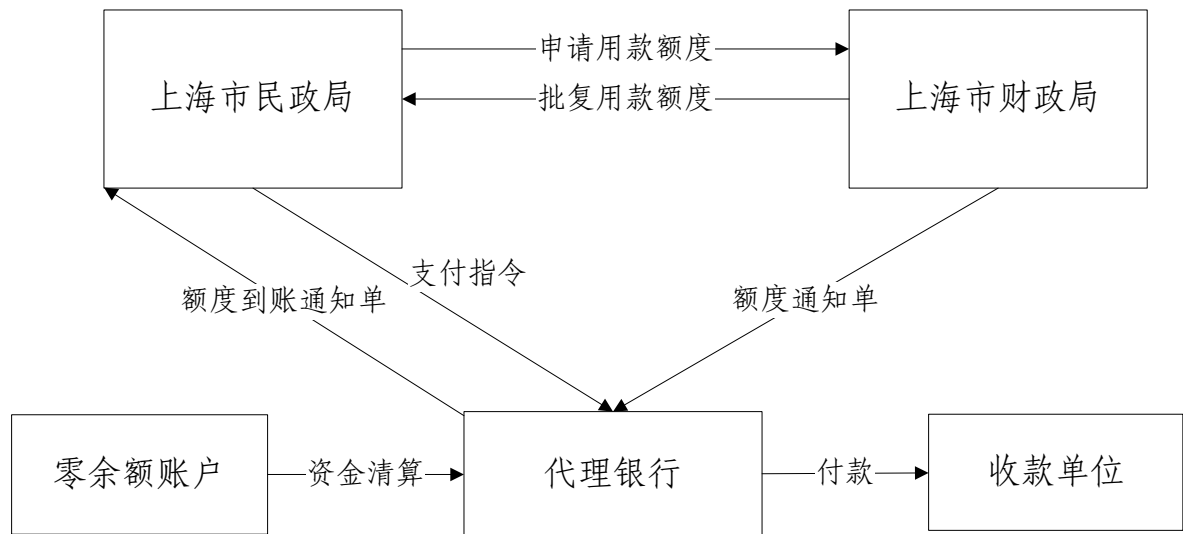 申请用款额度
上海市民政局
上海市财政局
批复用款额度
支付指令
额度到账通知单
额度通知单
零余额账户
资金清算
代理银行
付款
收款单位